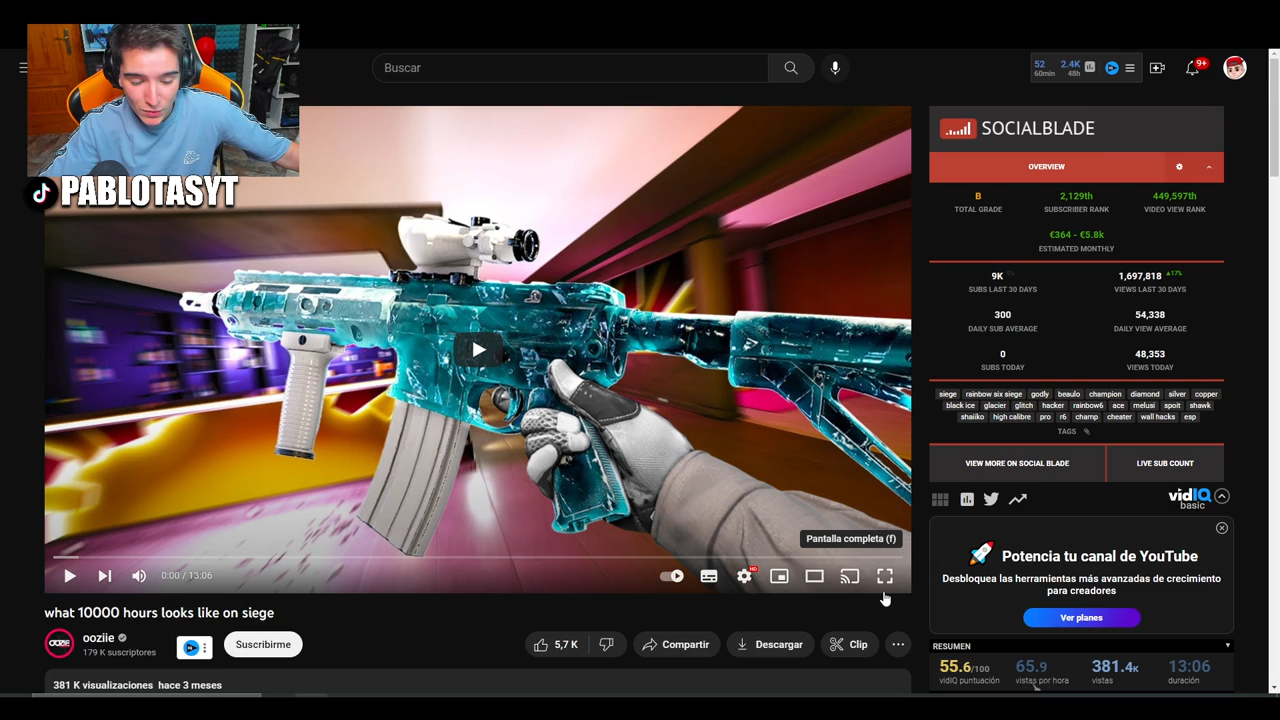 PABLOTASYT
Buscar
52
60min
2.4K
48h
9+
SOCIALBLADE
OVERVIEW
B
TOTAL GRADE
2,129th
SUBSCRIBER RANK
449,597th
VIDEO VIEW RANK
€364 - €5.8k
ESTIMATED MONTHLY
9K 0%
SUBS LAST 30 DAYS
1,697,818 ▲17%
VIEWS LAST 30 DAYS
300
DAILY SUB AVERAGE
54,338
DAILY VIEW AVERAGE
0
SUBS TODAY
48,353
VIEWS TODAY
siege rainbow six siege godly beaulo champion diamond silver copper
black ice glacier glitch hacker rainbow6 ace melusi spoit shawk
shaiiko high calibre pro r6 champ cheater wall hacks esp
TAGS
VIEW MORE ON SOCIAL BLADE
LIVE SUB COUNT
vidIQ
basic
Potencia tu canal de YouTube
Desbloquea las herramientas más avanzadas de crecimiento
para creadores
Ver planes
RESUMEN
55.6/100
vidIQ puntuación
65.9
vistas por hora
381.4K
vistas
13:06
duración
Pantalla completa (f)
0:00 / 13:06
HD
what 10000 hours looks like on siege
ooziie
179 K suscriptores
Suscribirme
5,7 K
Compartir
Descargar
Clip
381 K visualizaciones hace 3 meses